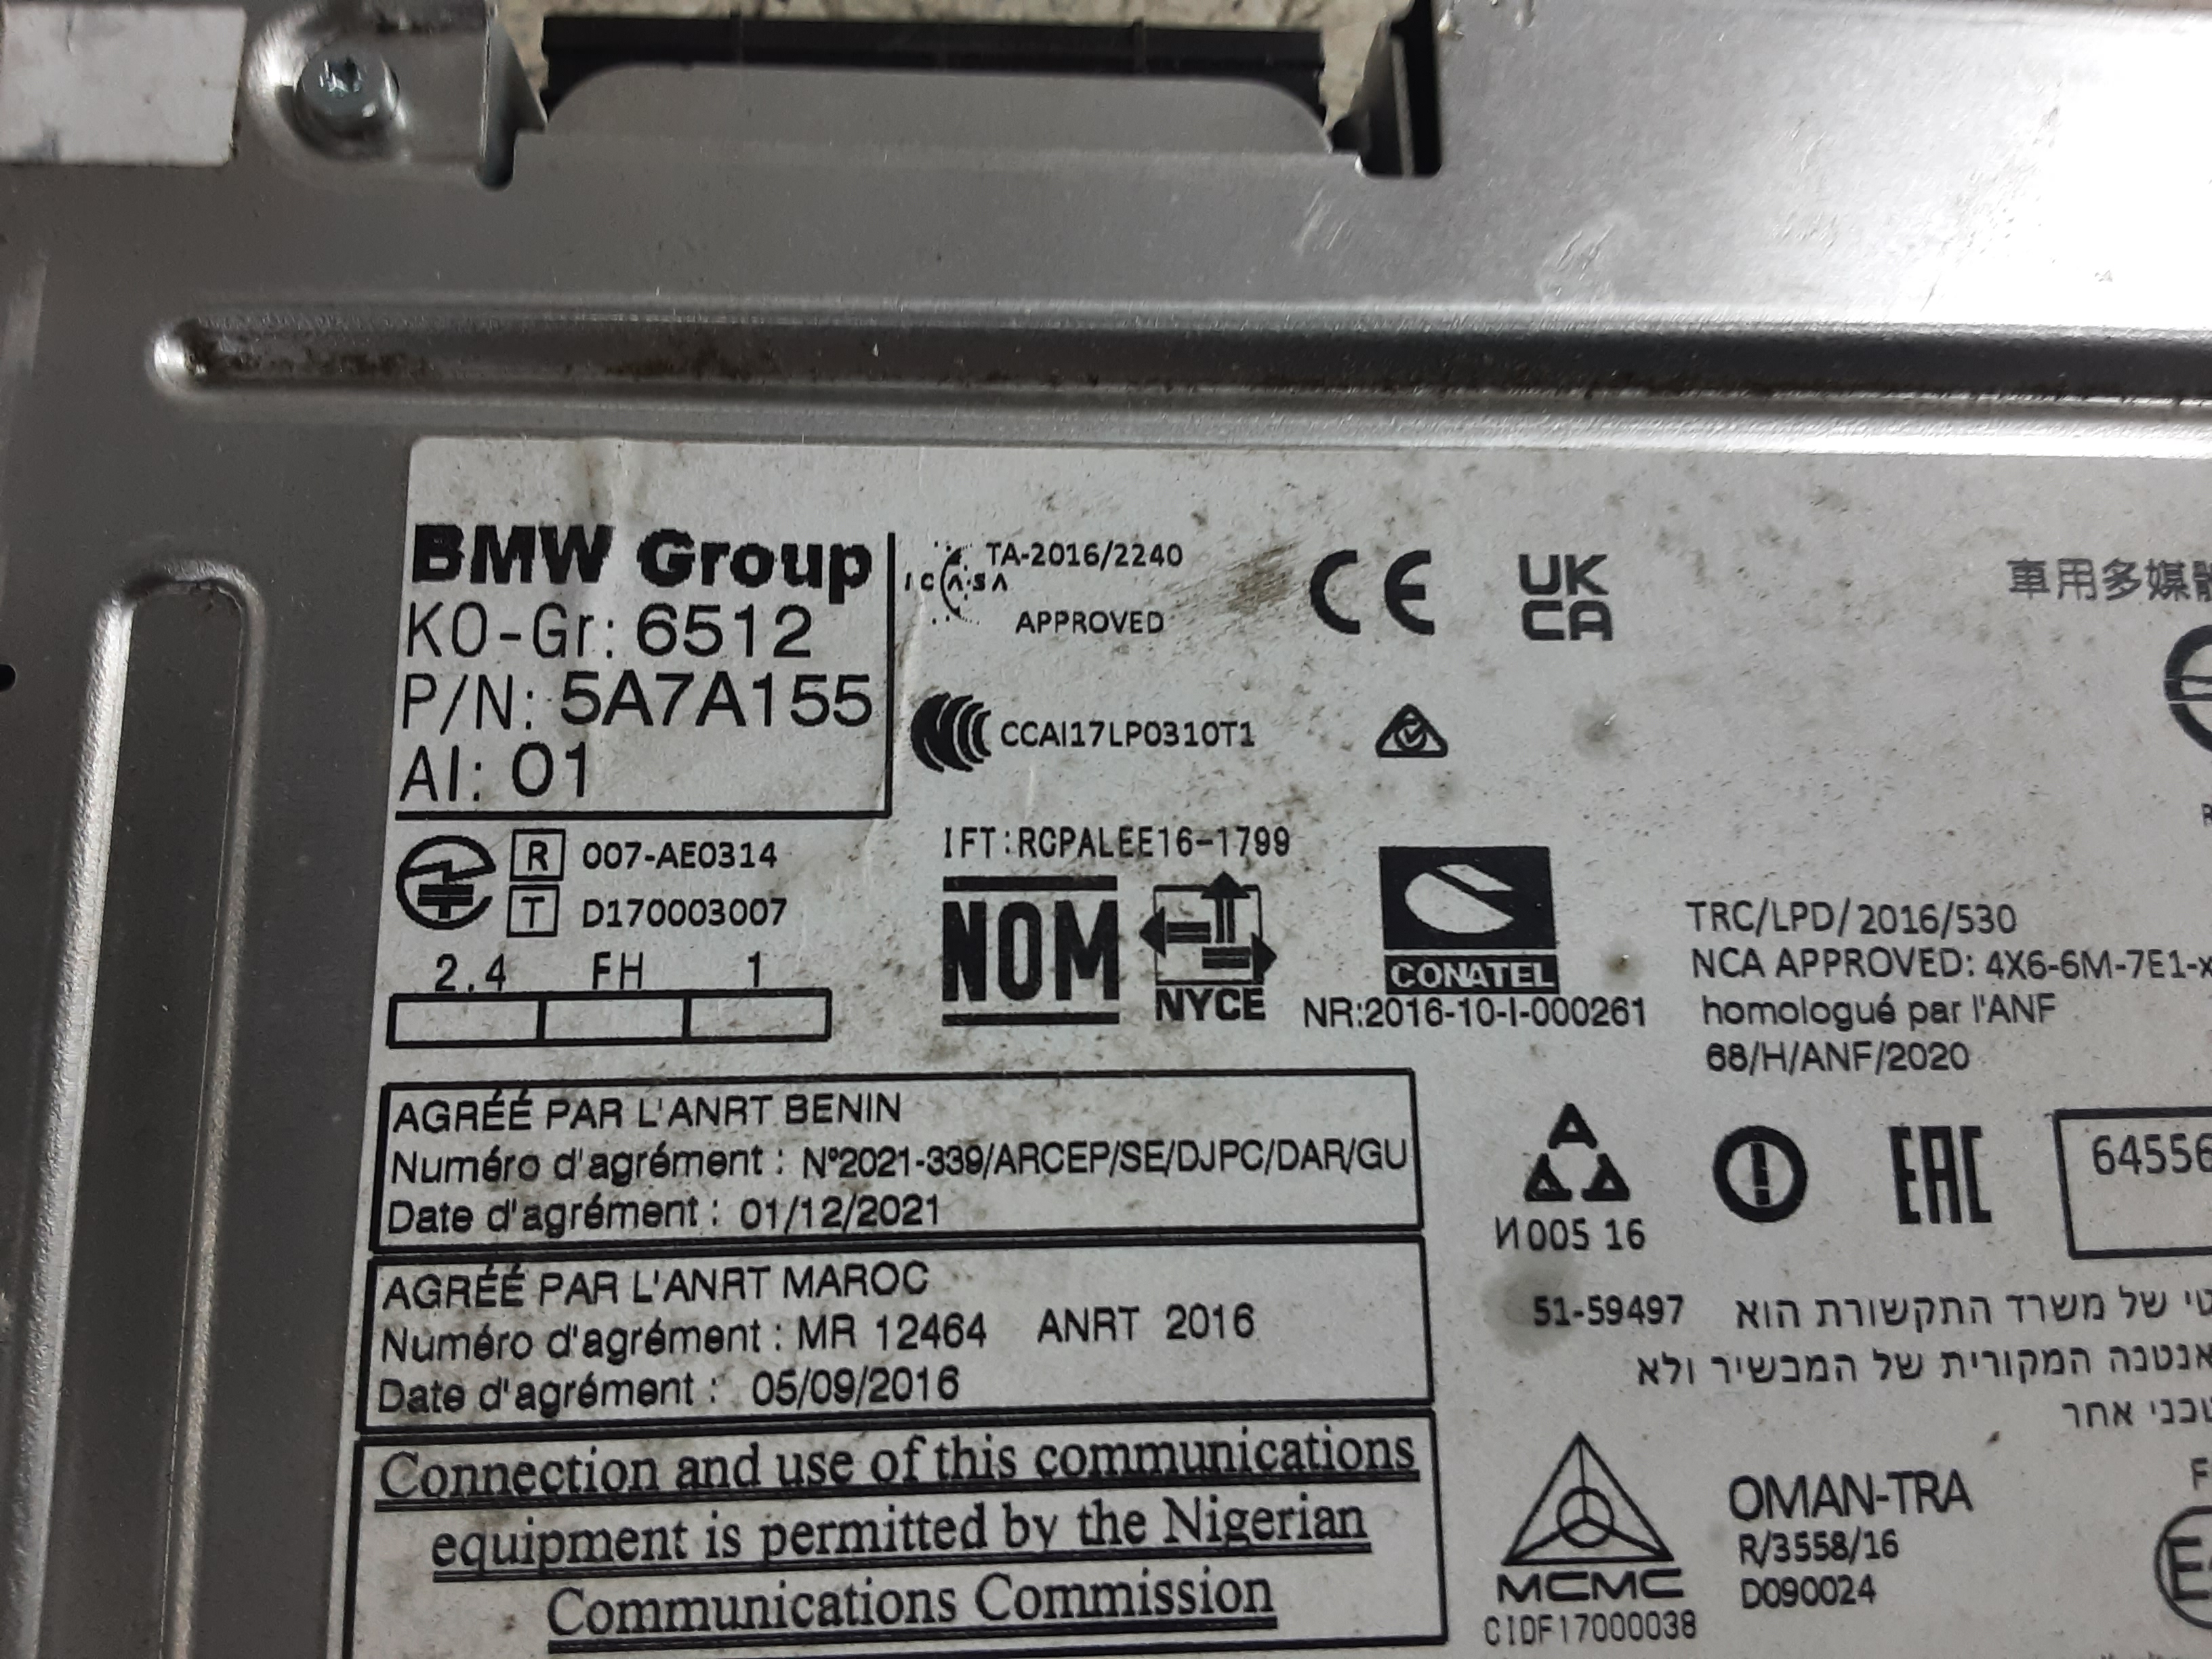 BMW Group
KO-Gr: 6512
P/N: 5A7A155
AI: 01
ICASA TA-2016/2240
APPROVED
CE
UK
CA
車用多媒
CCAI17LP0310T1
R 007-AE0314
T D170003007
2.4 FH 1
IFT:RCPALEE16-1799
NOM
NYCE
CONATEL
NR:2016-10-I-000261
TRC/LPD/2016/530
NCA APPROVED: 4X6-6M-7E1-x
homologué par l'ANF
68/H/ANF/2020
AGRÉÉ PAR L'ANRT BENIN
Numéro d'agrément : N°2021-339/ARCEP/SE/DJPC/DAR/GU
Date d'agrément : 01/12/2021
A
И005 16
EAC
64556
AGRÉÉ PAR L'ANRT MAROC
Numéro d'agrément : MR 12464 ANRT 2016
Date d'agrément : 05/09/2016
51-59497 של משרד התקשורת הוא
המקורית של המכשיר ולא
אחר
Connection and use of this communications
equipment is permitted by the Nigerian
Communications Commission
MCMC
CIDF17000038
OMAN-TRA
R/3558/16
D090024
F
E